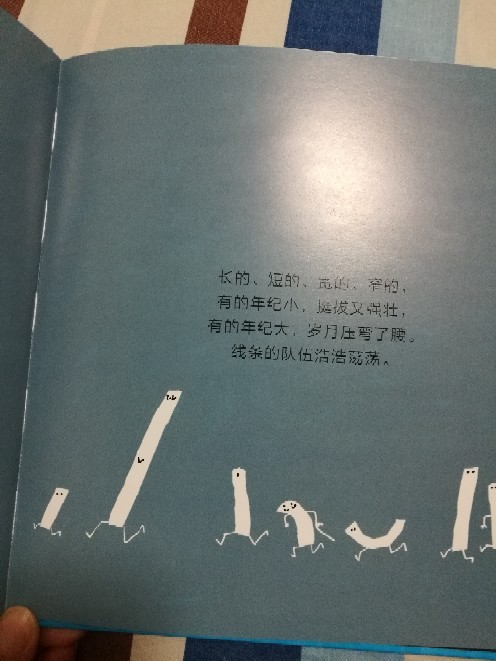 长的、短的、宽的、窄的，
有的年纪小，挺拔又强壮，
有的年纪大，岁月压弯了腰。
线条的队伍浩浩荡荡。